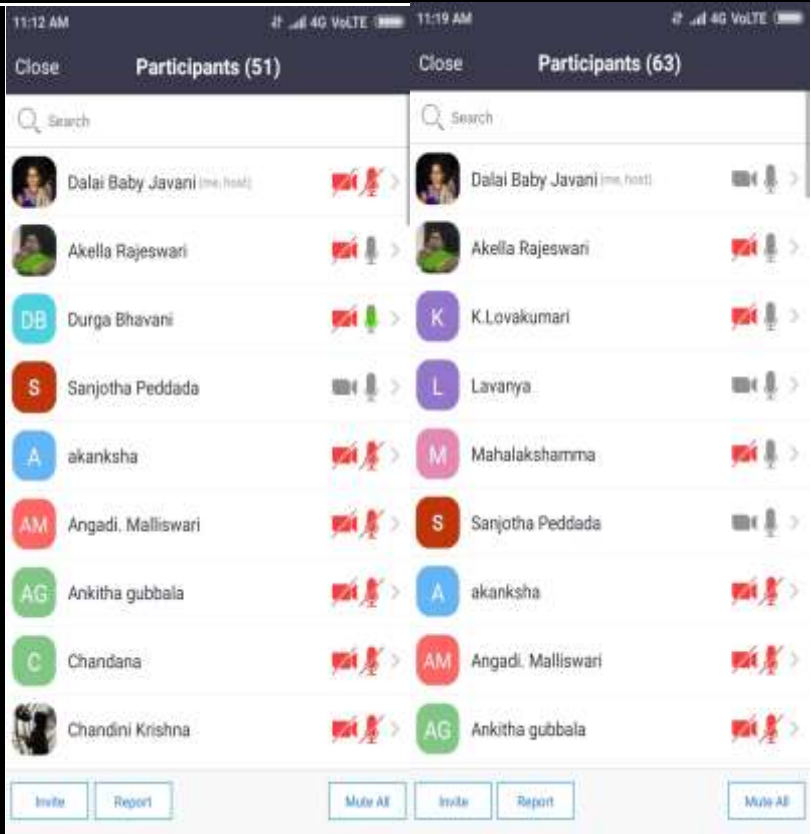 11:12 AM 4G VoLTE
Close Participants (51)
Search
Dalai Baby Javani (me, host)
Akella Rajeswari
DB Durga Bhavani
S Sanjotha Peddada
A akanksha
AM Angadi. Malliswari
AG Ankitha gubbala
C Chandana
Chandini Krishna
Invite Report Mute All
11:19 AM 4G VoLTE
Close Participants (63)
Search
Dalai Baby Javani (me, host)
Akella Rajeswari
K K.Lovakumari
L Lavanya
M Mahalakshamma
S Sanjotha Peddada
A akanksha
AM Angadi. Malliswari
AG Ankitha gubbala
Invite Report Mute All